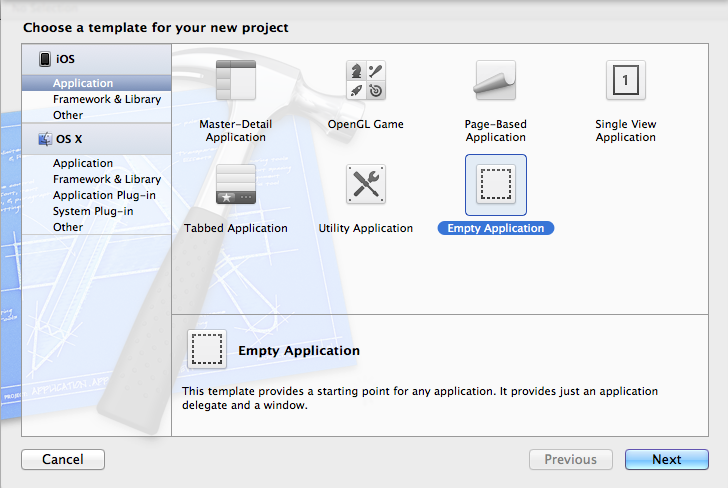 Choose a template for your new project
iOS
Application
Framework & Library
Other
OS X
Application
Framework & Library
Application Plug-in
System Plug-in
Other
Master-Detail
Application
OpenGL Game
Page-Based
Application
1
Single View
Application
Tabbed Application
Utility Application
Empty Application
Empty Application
This template provides a starting point for any application. It provides just an application
delegate and a window.
PROJECT APPLICATION APP
Cancel
Previous
Next